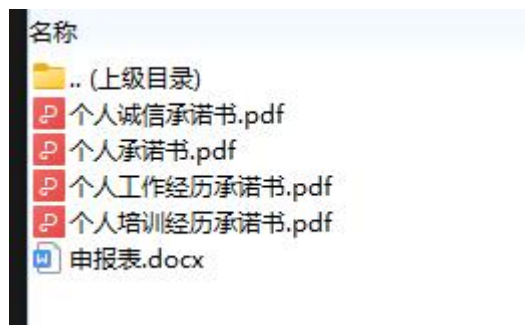 名称
.. (上级目录)
个人诚信承诺书.pdf
个人承诺书.pdf
个人工作经历承诺书.pdf
个人培训经历承诺书.pdf
申报表.docx